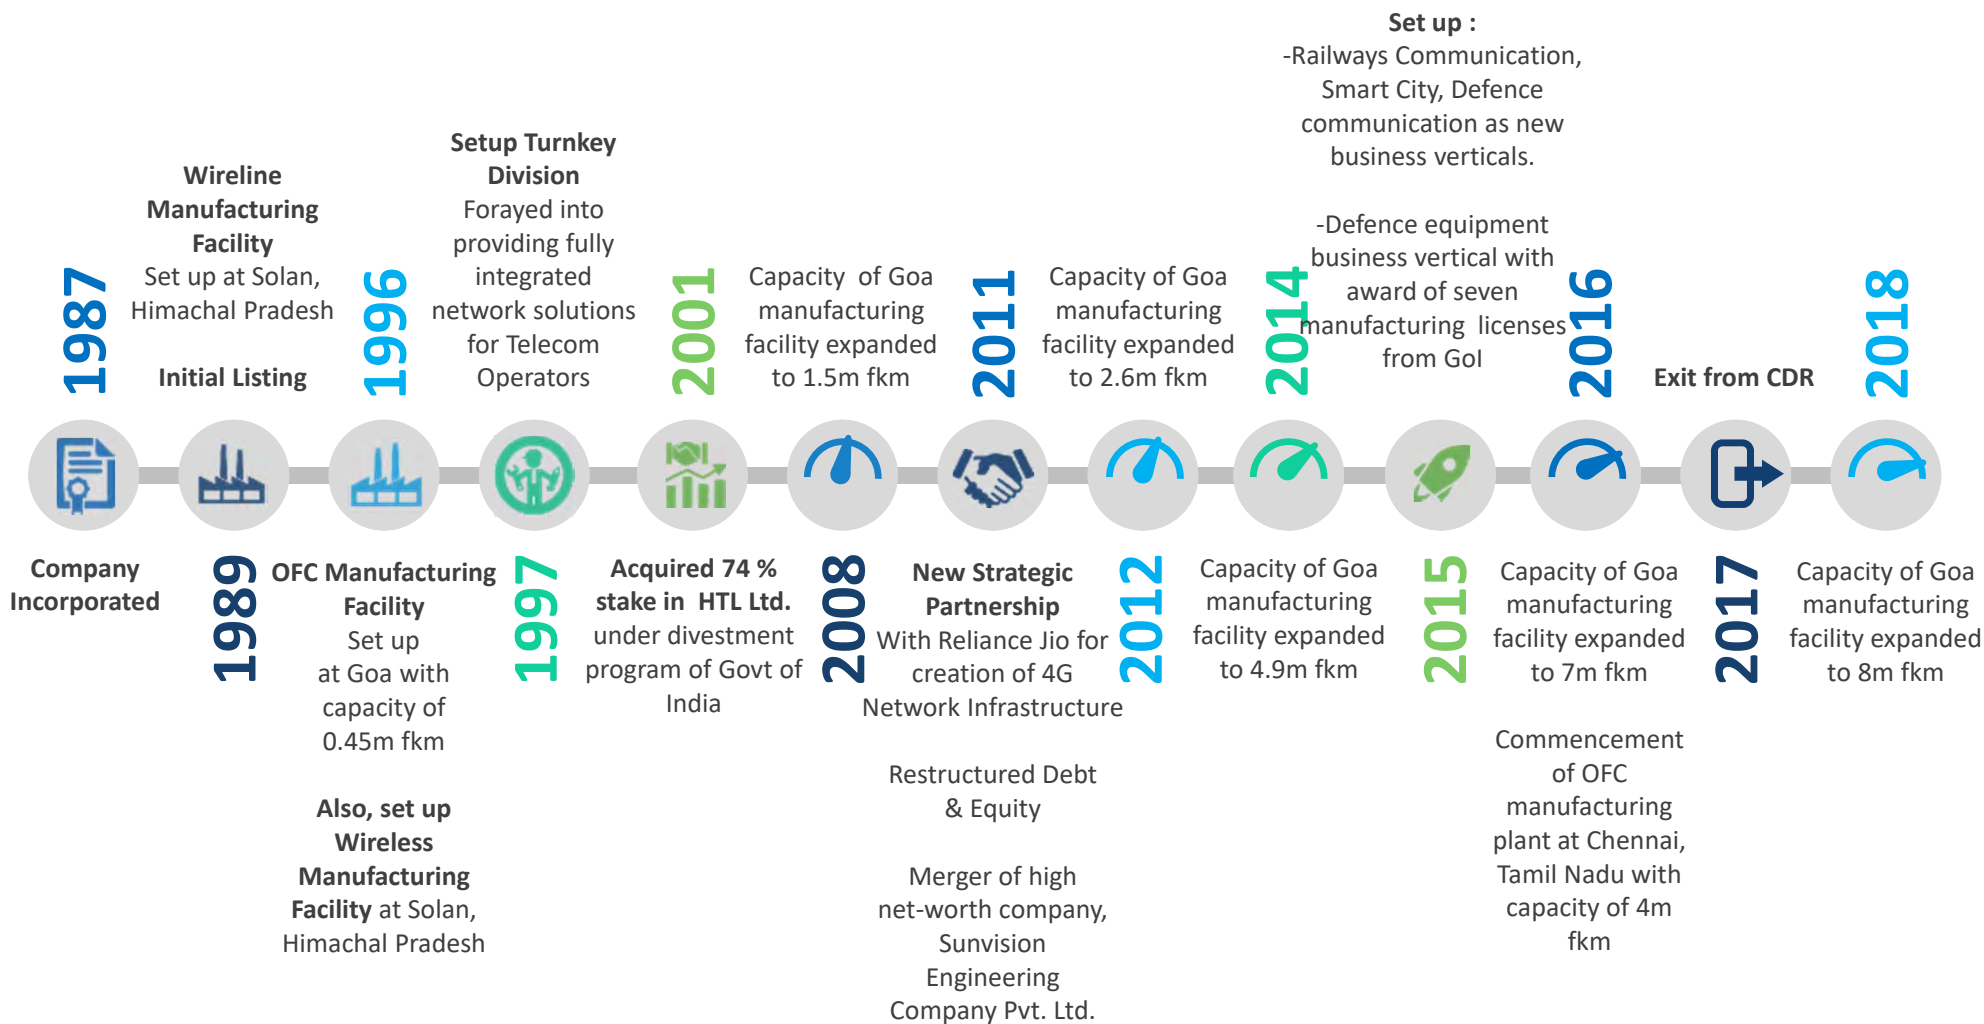 1987
Company
Incorporated
Wireline
Manufacturing
Facility
Set up at Solan,
Himachal Pradesh
Initial Listing
1989
1996
OFC Manufacturing
Facility
Set up
at Goa with
capacity of
0.45m fkm
Also, set up
Wireless
Manufacturing
Facility at Solan,
Himachal Pradesh
Setup Turnkey
Division
Forayed into
providing fully
integrated
network solutions
for Telecom
Operators
1997
2001
Acquired 74 %
stake in HTL Ltd.
under divestment
program of Govt of
India
Capacity of Goa
manufacturing
facility expanded
to 1.5m fkm
2008
2011
New Strategic
Partnership
With Reliance Jio for
creation of 4G
Network Infrastructure
Restructured Debt
& Equity
Merger of high
net-worth company,
Sunvision
Engineering
Company Pvt. Ltd.
Capacity of Goa
manufacturing
facility expanded
to 2.6m fkm
2012
2014
Capacity of Goa
manufacturing
facility expanded
to 4.9m fkm
Set up :
-Railways Communication,
Smart City, Defence
communication as new
business verticals.
-Defence equipment
business vertical with
award of seven
manufacturing licenses
from GoI
2015
2016
Capacity of Goa
manufacturing
facility expanded
to 7m fkm
Commencement
of OFC
manufacturing
plant at Chennai,
Tamil Nadu with
capacity of 4m
fkm
Exit from CDR
2017
2018
Capacity of Goa
manufacturing
facility expanded
to 8m fkm